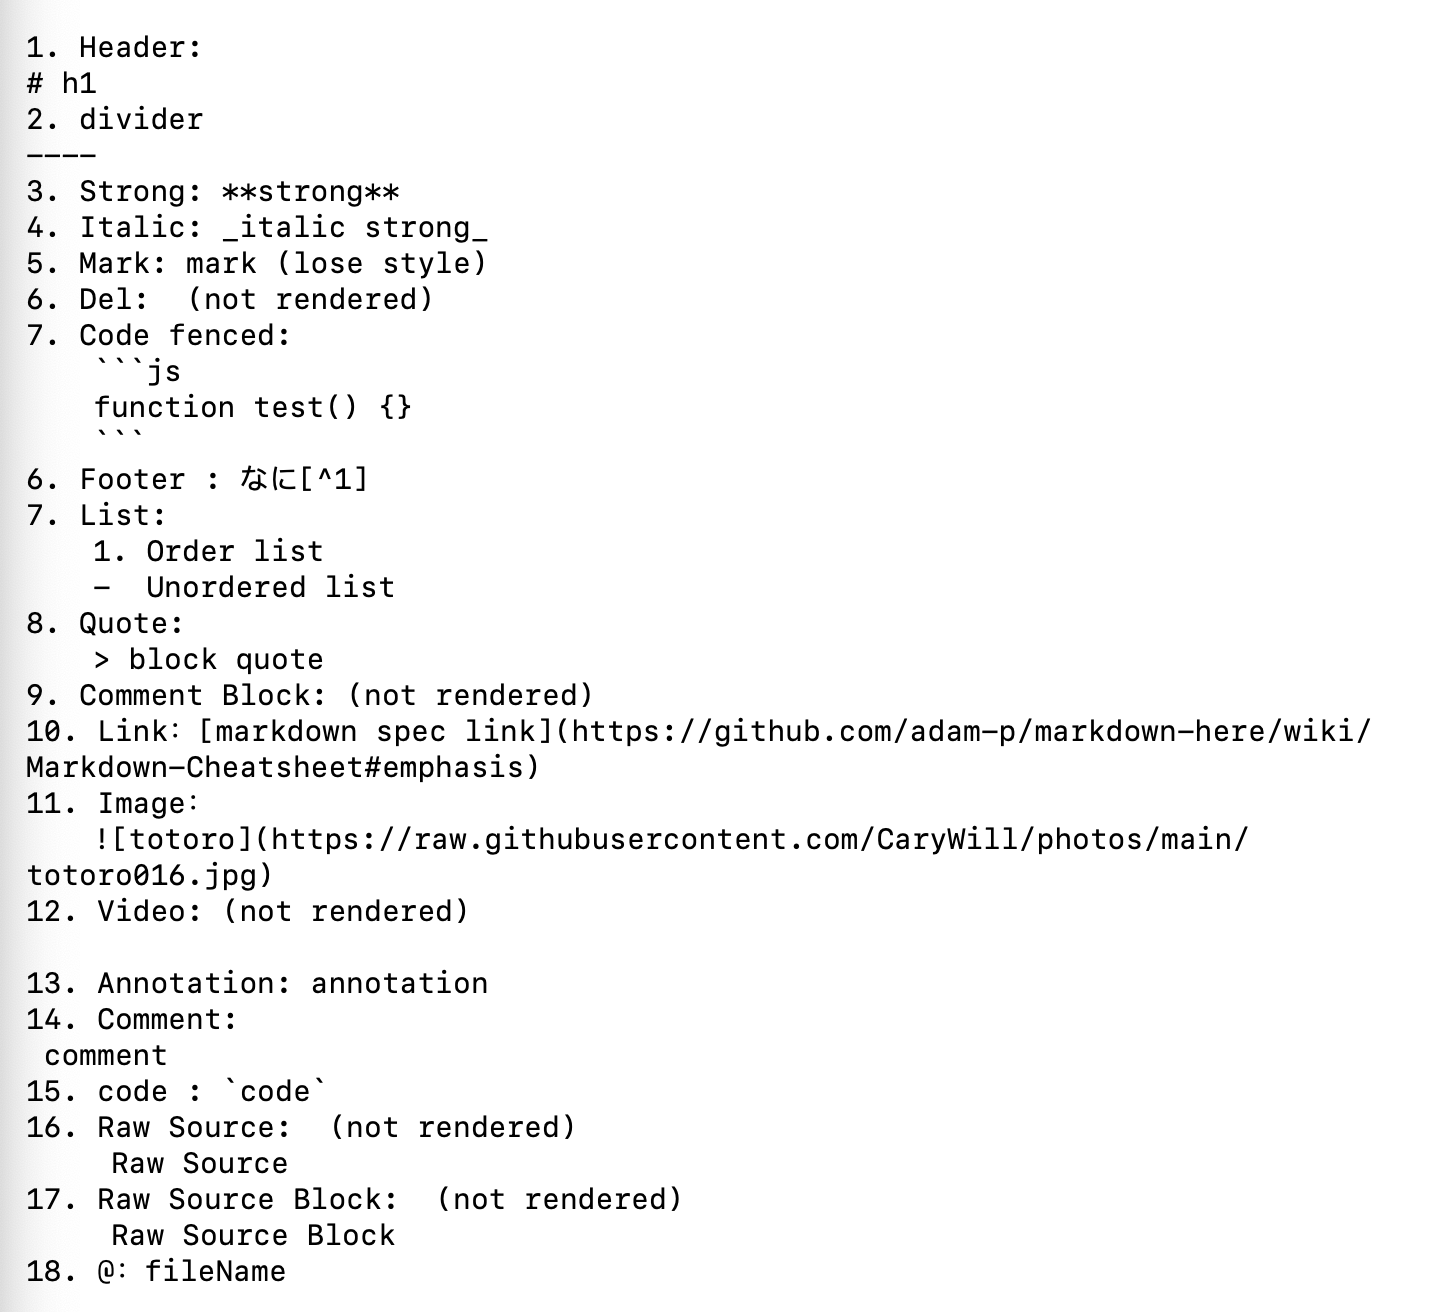 1. Header:
# h1
2. divider
----
3. Strong: **strong**
4. Italic: _italic strong_
5. Mark: mark (lose style)
6. Del:  (not rendered)
7. Code fenced:
    ```js
    function test() {}
    ```
6. Footer : なに[^1]
7. List:
    1. Order list
    -  Unordered list
8. Quote:
    > block quote
9. Comment Block: (not rendered)
10. Link: [markdown spec link](https://github.com/adam-p/markdown-here/wiki/
Markdown-Cheatsheet#emphasis)
11. Image:
    ![totoro](https://raw.githubusercontent.com/CaryWill/photos/main/
totoro016.jpg)
12. Video: (not rendered)

13. Annotation: annotation
14. Comment:
 comment
15. code : `code`
16. Raw Source:  (not rendered)
     Raw Source
17. Raw Source Block:  (not rendered)
     Raw Source Block
18. @: fileName